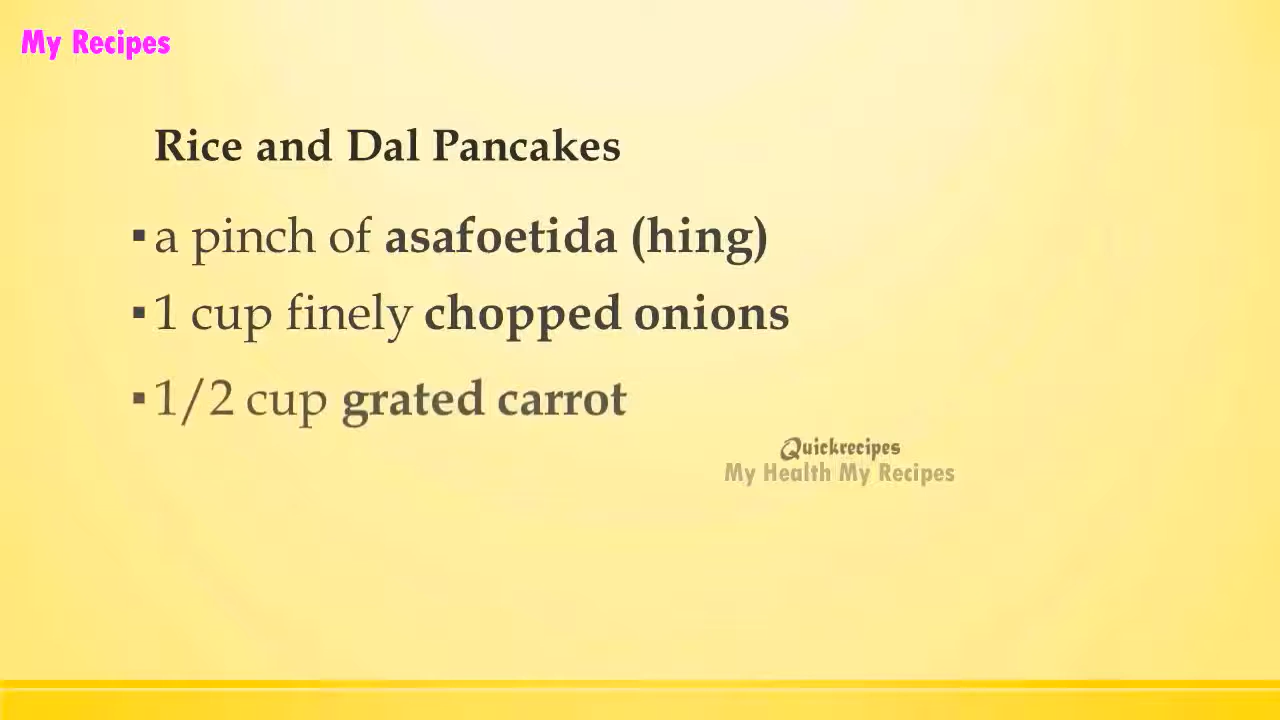 My Recipes
Rice and Dal Pancakes
▪a pinch of asafoetida (hing)
▪1 cup finely chopped onions
▪1/2 cup grated carrot
Quickrecipes
My Health My Recipes